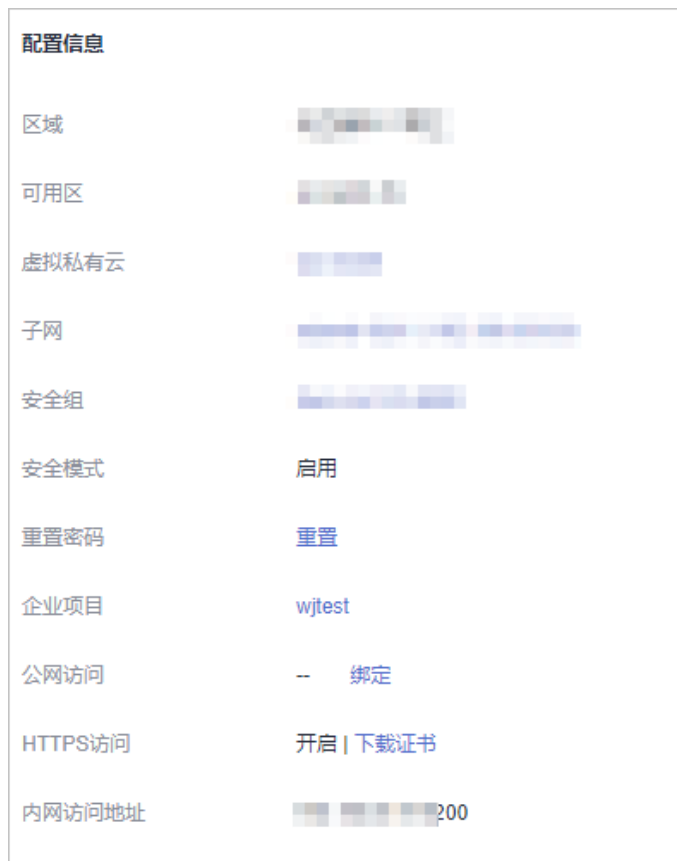 配置信息
区域
可用区
虚拟私有云
子网
安全组
安全模式 启用
重置密码 重置
企业项目 wjtest
公网访问 -- 绑定
HTTPS访问 开启 | 下载证书
内网访问地址 200